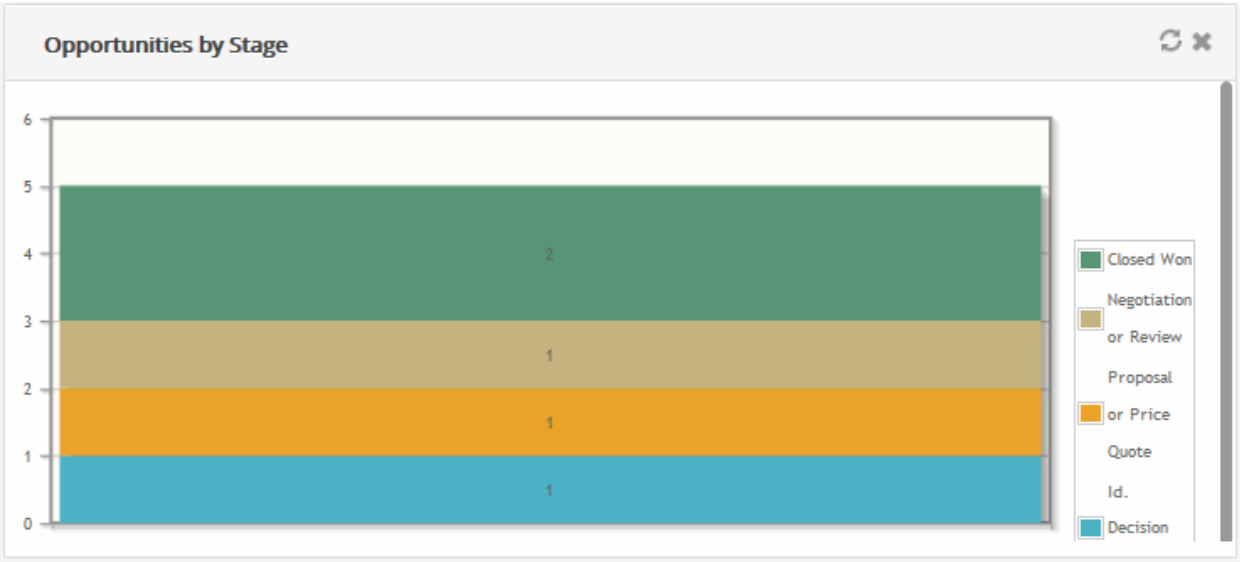 Opportunities by Stage
6
5
4
3
2
1
0
2
1
1
1
Closed Won
Negotiation
or Review
Proposal
or Price
Quote
Id.
Decision